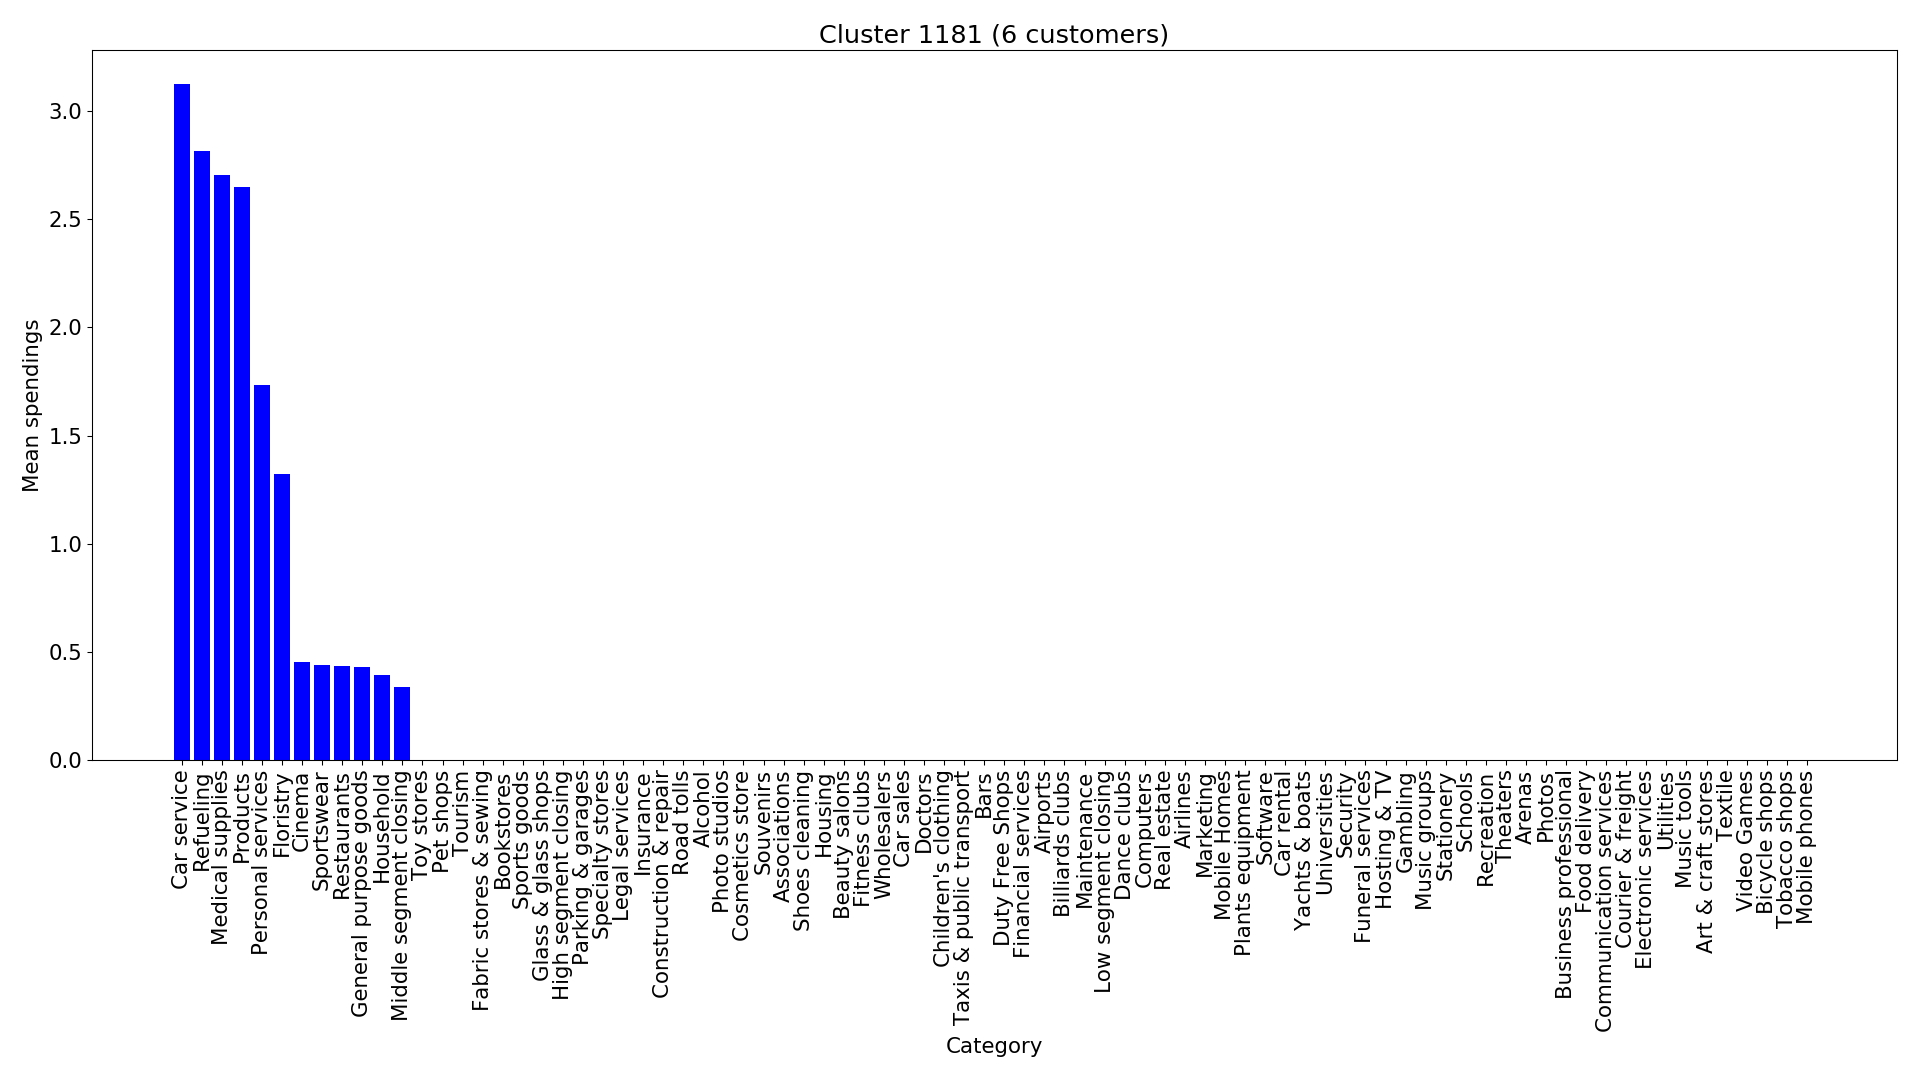 Cluster 1181 (6 customers)
Mean spendings
3.0
2.5
2.0
1.5
1.0
0.5
0.0
Car service
Refueling
Medical supplies
Products
Personal services
Floristry
Cinema
Sportswear
Restaurants
General purpose goods
Household
Middle segment closing
Toy stores
Pet shops
Tourism
Fabric stores & sewing
Bookstores
Sports goods
Glass & glass shops
High segment closing
Parking & garages
Specialty stores
Legal services
Insurance
Construction & repair
Road tolls
Alcohol
Photo studios
Cosmetics store
Souvenirs
Associations
Shoes cleaning
Housing
Beauty salons
Fitness clubs
Wholesalers
Car sales
Doctors
Children's clothing
Taxis & public transport
Bars
Duty Free Shops
Financial services
Airports
Billiards clubs
Maintenance
Low segment closing
Dance clubs
Computers
Real estate
Airlines
Marketing
Mobile Homes
Plants equipment
Software
Car rental
Yachts & boats
Universities
Security
Funeral services
Hosting & TV
Gambling
Music groups
Stationery
Schools
Recreation
Theaters
Arenas
Photos
Business professional
Food delivery
Communication services
Courier & freight
Electronic services
Utilities
Music tools
Art & craft stores
Textile
Video Games
Bicycle shops
Tobacco shops
Mobile phones
Category